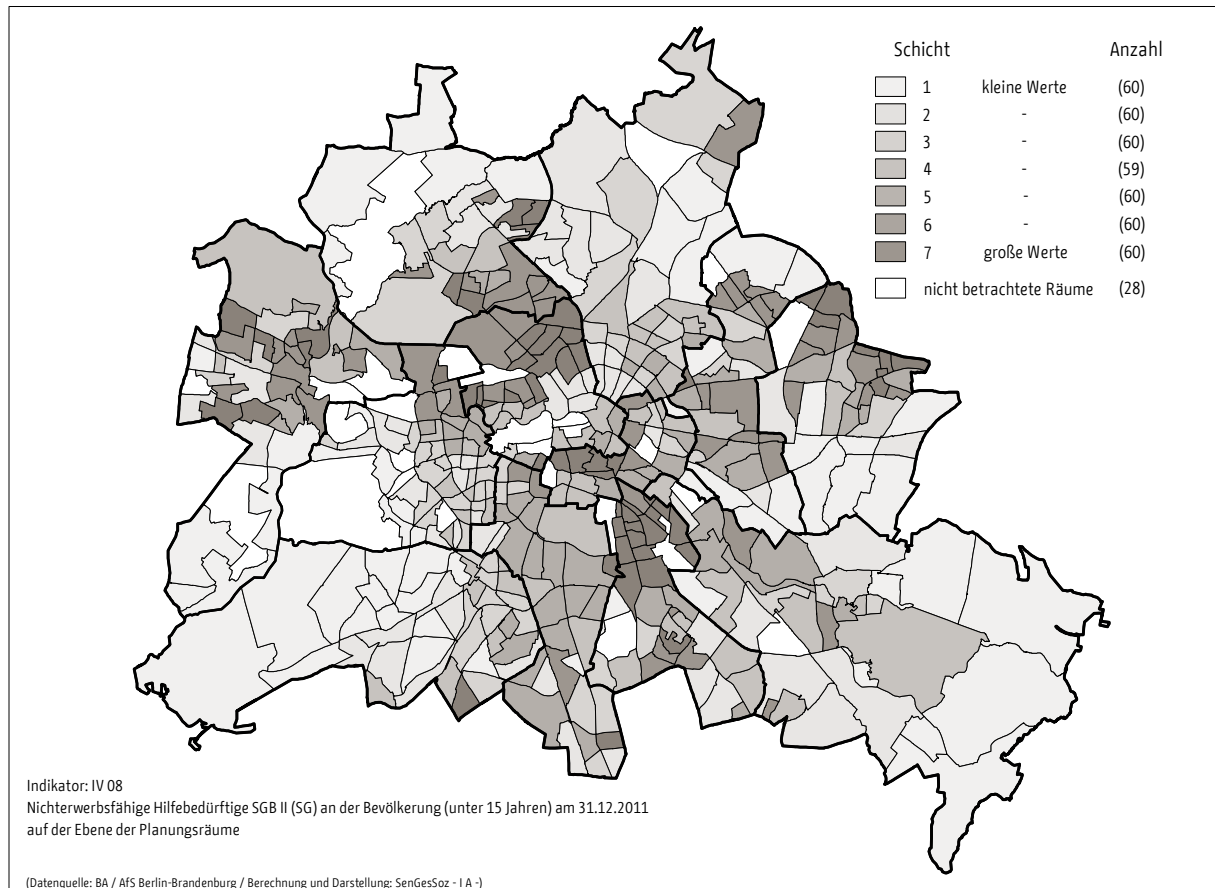 Schicht Anzahl
1 kleine Werte (60)
2 - (60)
3 - (60)
4 - (59)
5 - (60)
6 - (60)
7 große Werte (60)
nicht betrachtete Räume (28)
Indikator: IV 08
Nichterwerbsfähige Hilfebedürftige SGB II (SG) an der Bevölkerung (unter 15 Jahren) am 31.12.2011
auf der Ebene der Planungsräume
(Datenquelle: BA / AfS Berlin-Brandenburg / Berechnung und Darstellung: SenGesSoz - I A -)